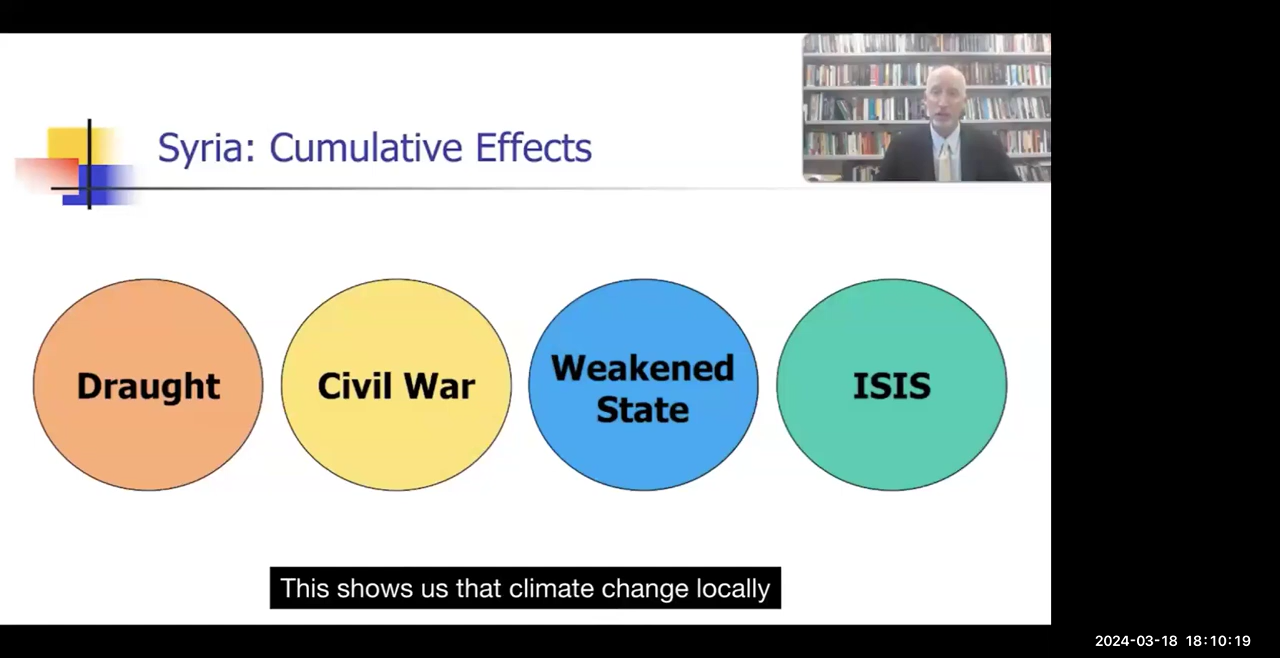 Syria: Cumulative Effects
Draught
Civil War
Weakened
State
ISIS
This shows us that climate change locally
2024-03-18 18:10:19